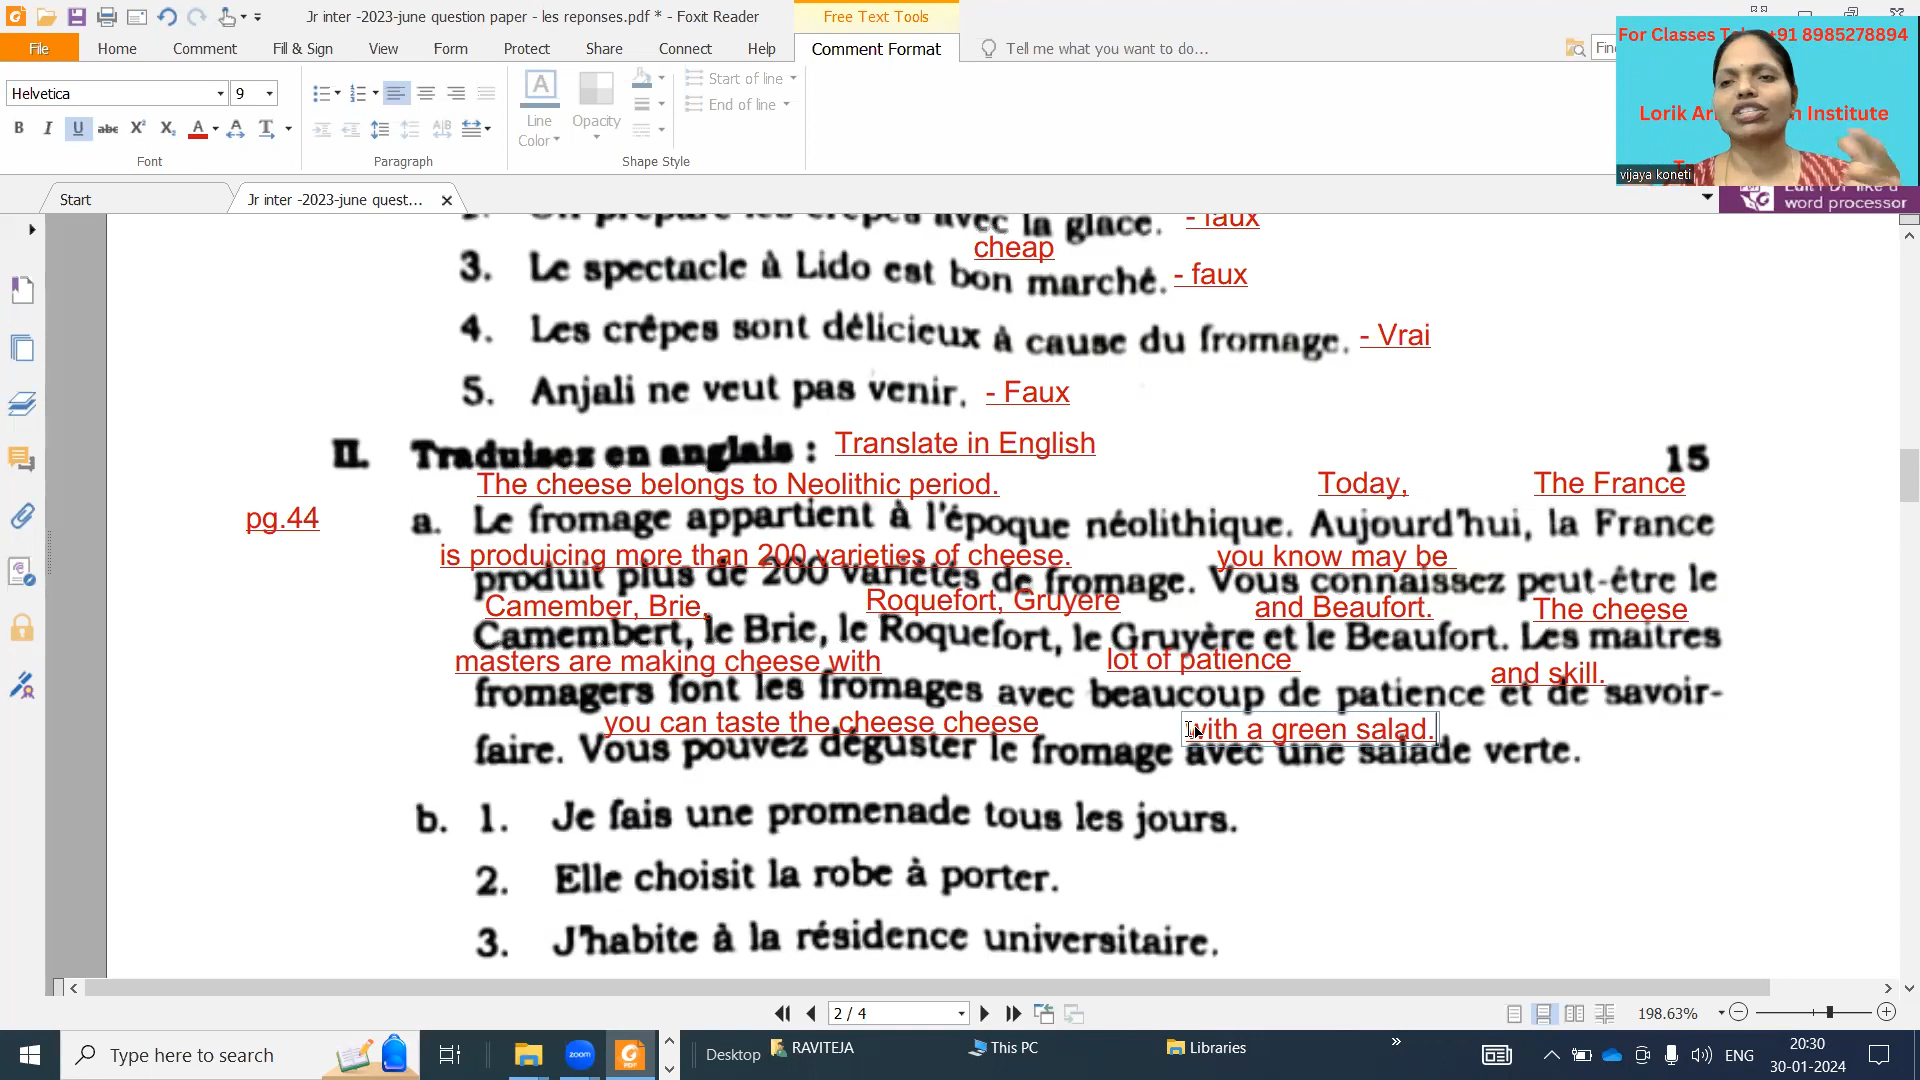 Jr inter -2023-june question paper - les reponses.pdf * - Foxit Reader
Free Text Tools
File Home Comment Fill & Sign View Form Protect Share Connect Help Comment Format Tell me what you want to do...
For Classes +91 8985278894
Institute
vijaya koneti
Helvetica 9
Line Color
Opacity
Start of line
End of line
Font Paragraph Shape Style
Start
Jr inter -2023-june quest...
word processor
2. On prépare les crêpes avec la glace. - faux
cheap
3. Le spectacle à Lido est bon marché. - faux
4. Les crêpes sont délicieux à cause du fromage. - Vrai
5. Anjali ne veut pas venir. - Faux
II. Traduisez en anglais : Translate in English 15
The cheese belongs to Neolithic period. Today, The France
pg.44
a. Le fromage appartient à l'époque néolithique. Aujourd'hui, la France
is producing more than 200 varieties of cheese. you know may be
produit plus de 200 variétés de fromage. Vous connaissez peut-être le
Camember, Brie, Roquefort, Gruyere and Beaufort. The cheese
Camembert, le Brie, le Roquefort, le Gruyère et le Beaufort. Les maîtres
masters are making cheese with lot of patience and skill.
fromagers font les fromages avec beaucoup de patience et de savoir-
you can taste the cheese cheese with a green salad.
faire. Vous pouvez déguster le fromage avec une salade verte.
b. 1. Je fais une promenade tous les jours.
2. Elle choisit la robe à porter.
3. J'habite à la résidence universitaire.
2 / 4
198.63%
Type here to search
zoom
Desktop
RAVITEJA
This PC
Libraries
ENG
20:30
30-01-2024